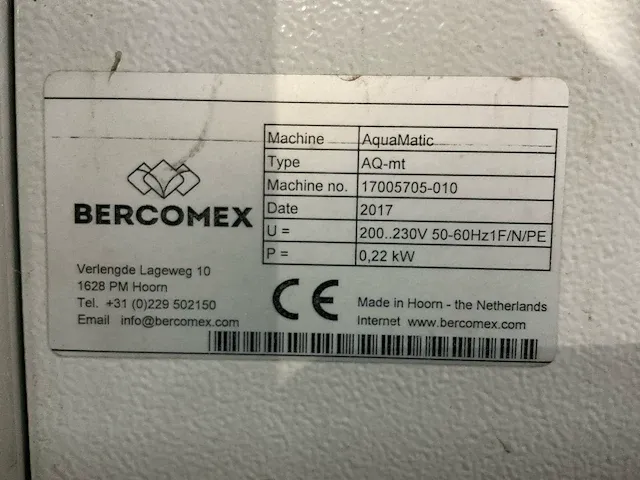 Machine AquaMatic
Type AQ-mt
Machine no. 17005705-010
Date 2017
U = 200..230V 50-60Hz1F/N/PE
P = 0,22 kW
BERCOMEX
Verlengde Lageweg 10
1628 PM Hoorn
Tel. +31 (0)229 502150
Email info@bercomex.com
CE
Made in Hoorn - the Netherlands
Internet www.bercomex.com